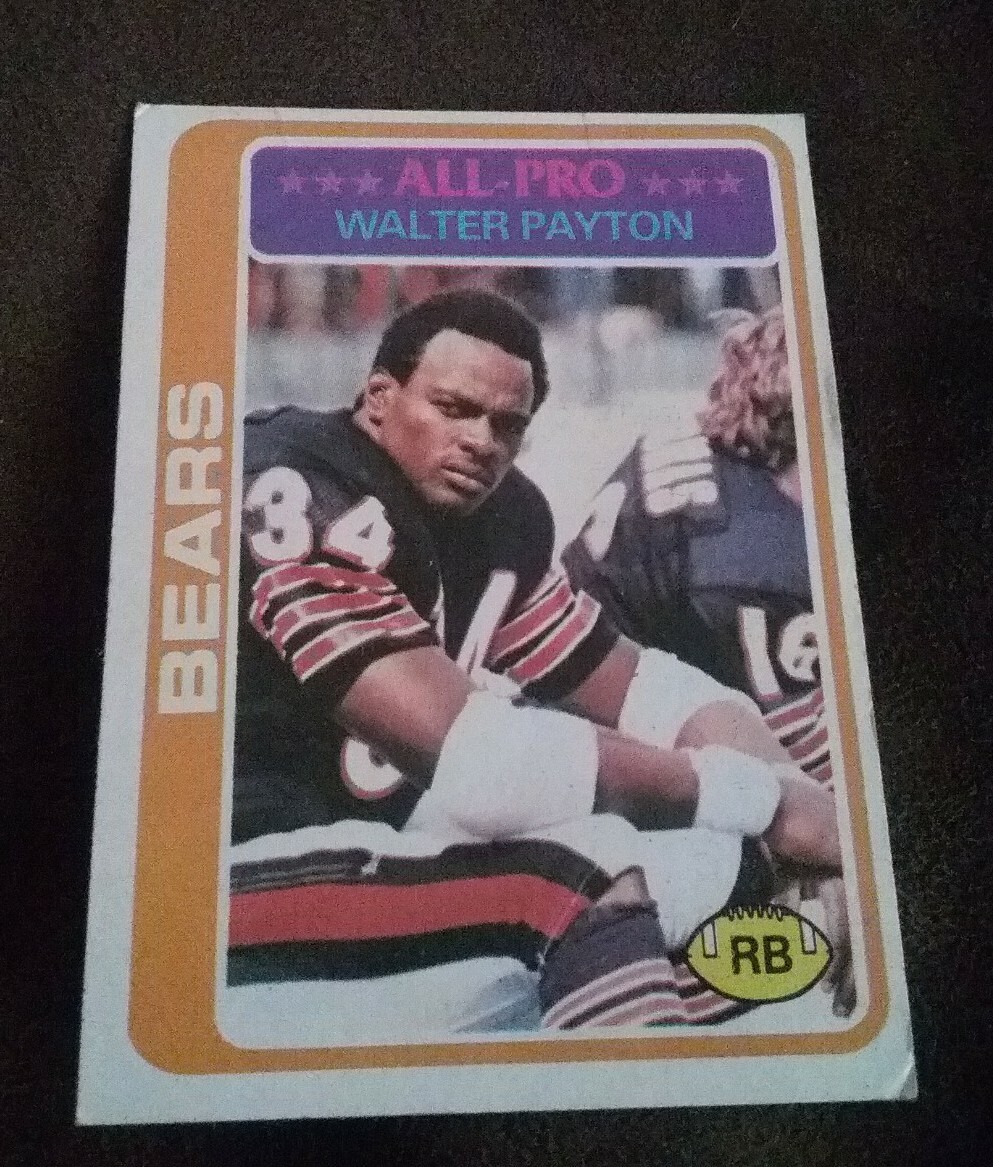 ★★★ ALL-PRO ★★★
WALTER PAYTON
BEARS
34
RB